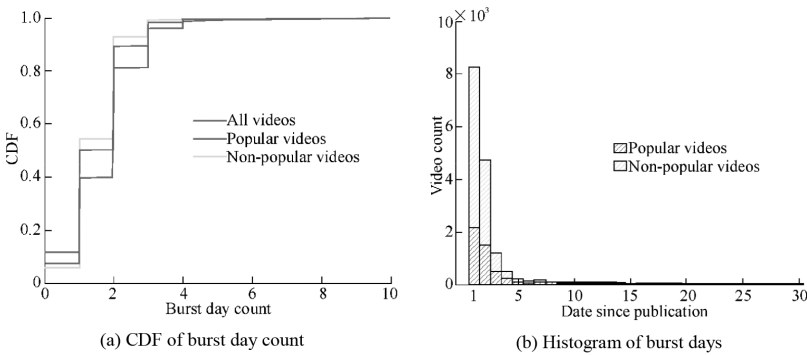 1.0
0.8
0.6
0.4
0.2
0
CDF
All videos
Popular videos
Non-popular videos
0 2 4 6 8 10
Burst day count
(a) CDF of burst day count
10 × 10³
8
6
4
2
0
Video count
Popular videos
Non-popular videos
1 5 10 15 20 25 30
Date since publication
(b) Histogram of burst days